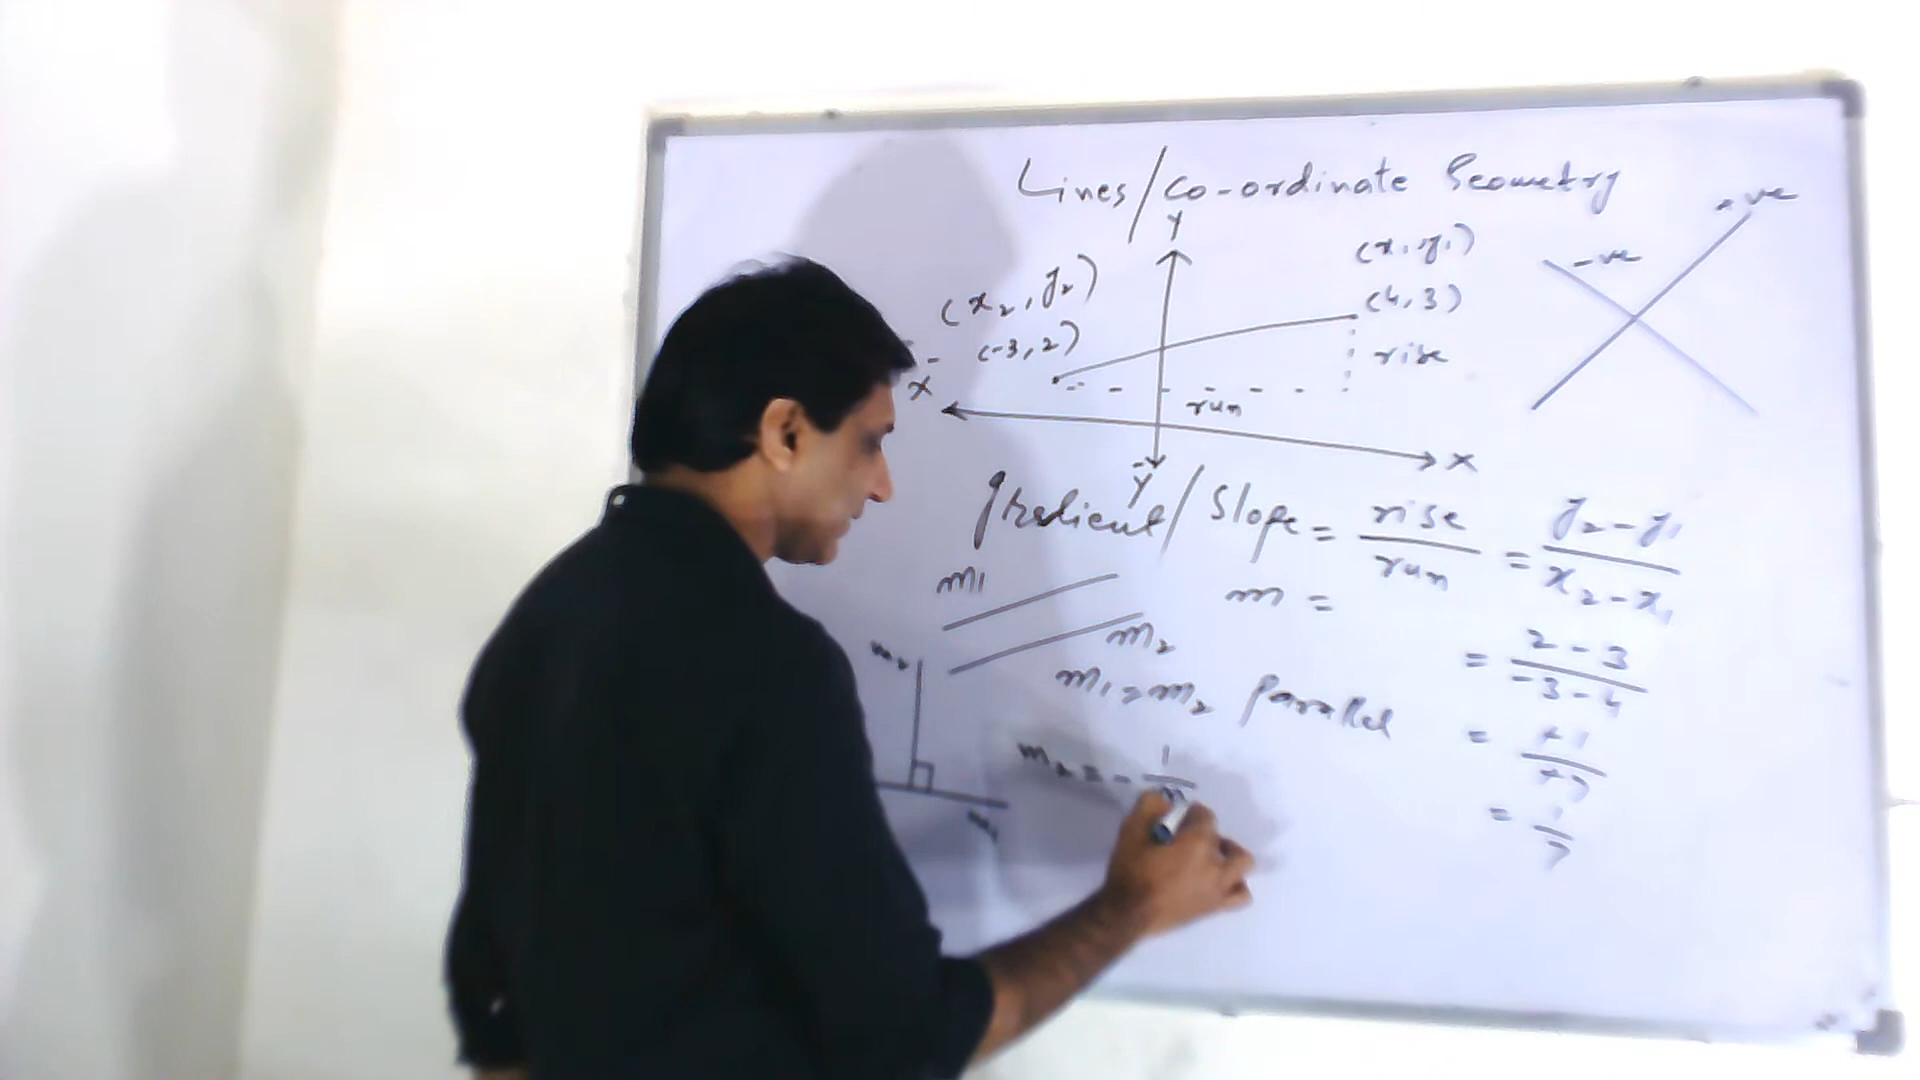 Lines/co-ordinate Geometry
Y
+ve
(x₁, y₁)
-ve
(x₂, y₂)
(4, 3)
(-3, 2)
rise
-x
run
x
-y
Gradient/Slope = rise/run = y₂-y₁/x₂-x₁
m =
m₁
m₂
= 2-3/-3-4
m₁=m₂ Parallel
m₂
= +1/+7
m₂ = - 1/m
m₁
= 1/7